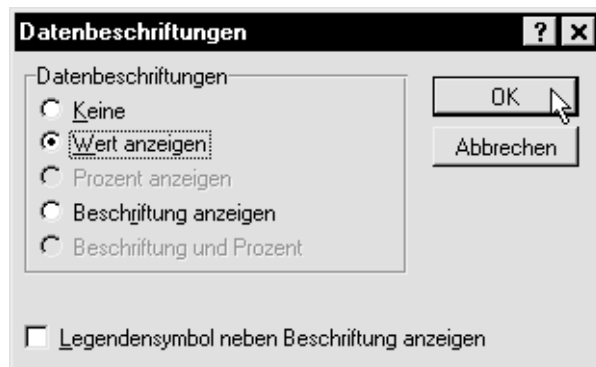 Datenbeschriftungen
Datenbeschriftungen
Keine
Wert anzeigen
Prozent anzeigen
Beschriftung anzeigen
Beschriftung und Prozent
OK
Abbrechen
Legendensymbol neben Beschriftung anzeigen